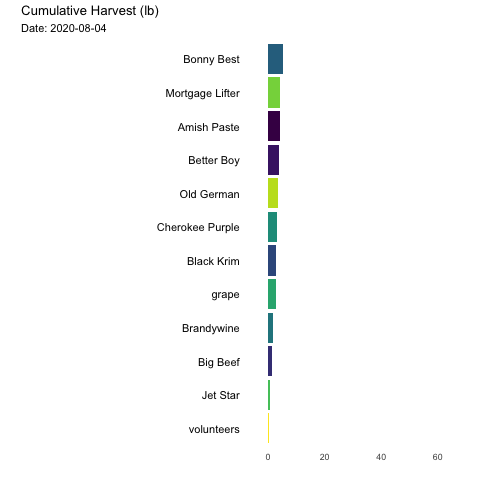 Cumulative Harvest (lb)
Date: 2020-08-04
Bonny Best
Mortgage Lifter
Amish Paste
Better Boy
Old German
Cherokee Purple
Black Krim
grape
Brandywine
Big Beef
Jet Star
volunteers
0 20 40 60